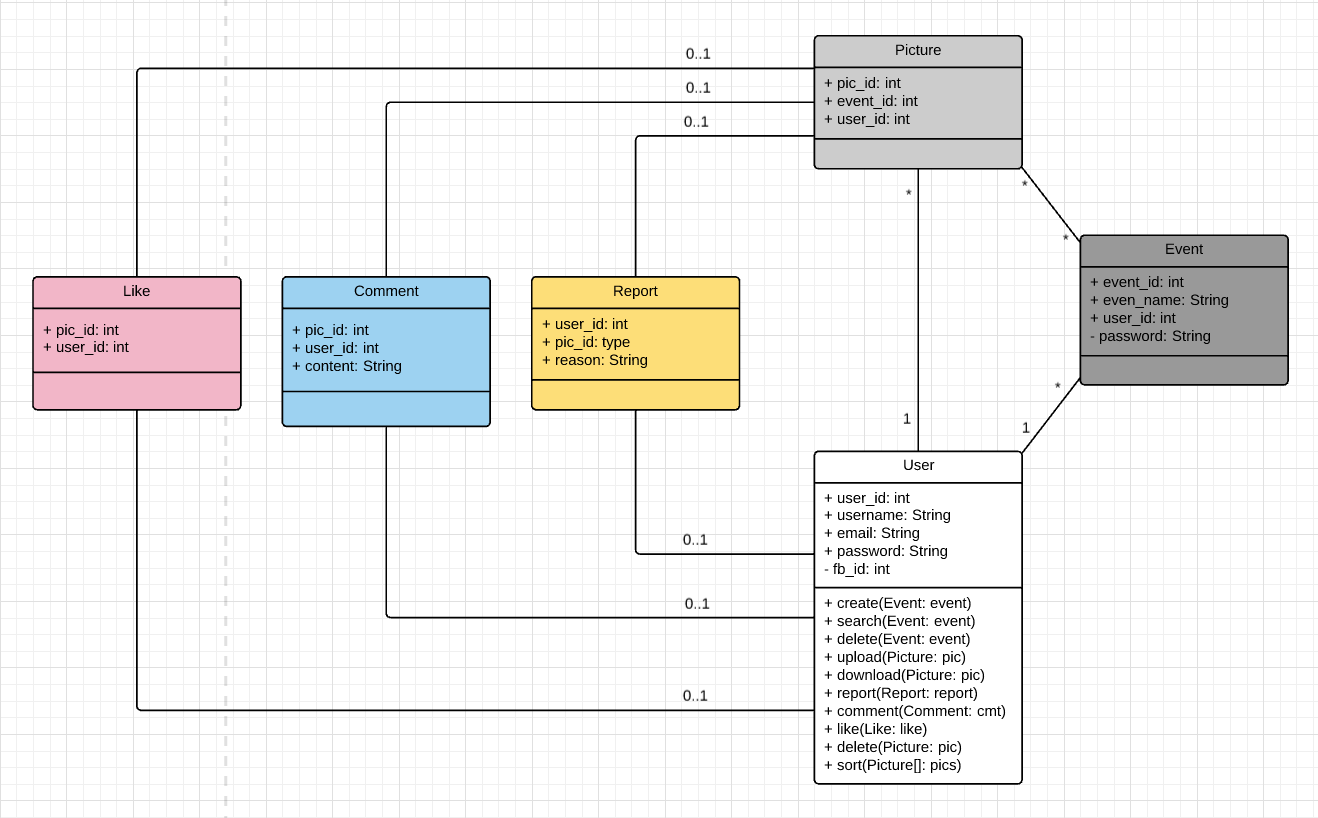 0..1
0..1
0..1
Picture
+ pic_id: int
+ event_id: int
+ user_id: int
*
*
*
Event
+ event_id: int
+ even_name: String
+ user_id: int
- password: String
Like
+ pic_id: int
+ user_id: int
Comment
+ pic_id: int
+ user_id: int
+ content: String
Report
+ user_id: int
+ pic_id: type
+ reason: String
*
1
1
User
+ user_id: int
+ username: String
+ email: String
+ password: String
- fb_id: int
+ create(Event: event)
+ search(Event: event)
+ delete(Event: event)
+ upload(Picture: pic)
+ download(Picture: pic)
+ report(Report: report)
+ comment(Comment: cmt)
+ like(Like: like)
+ delete(Picture: pic)
+ sort(Picture[]: pics)
0..1
0..1
0..1